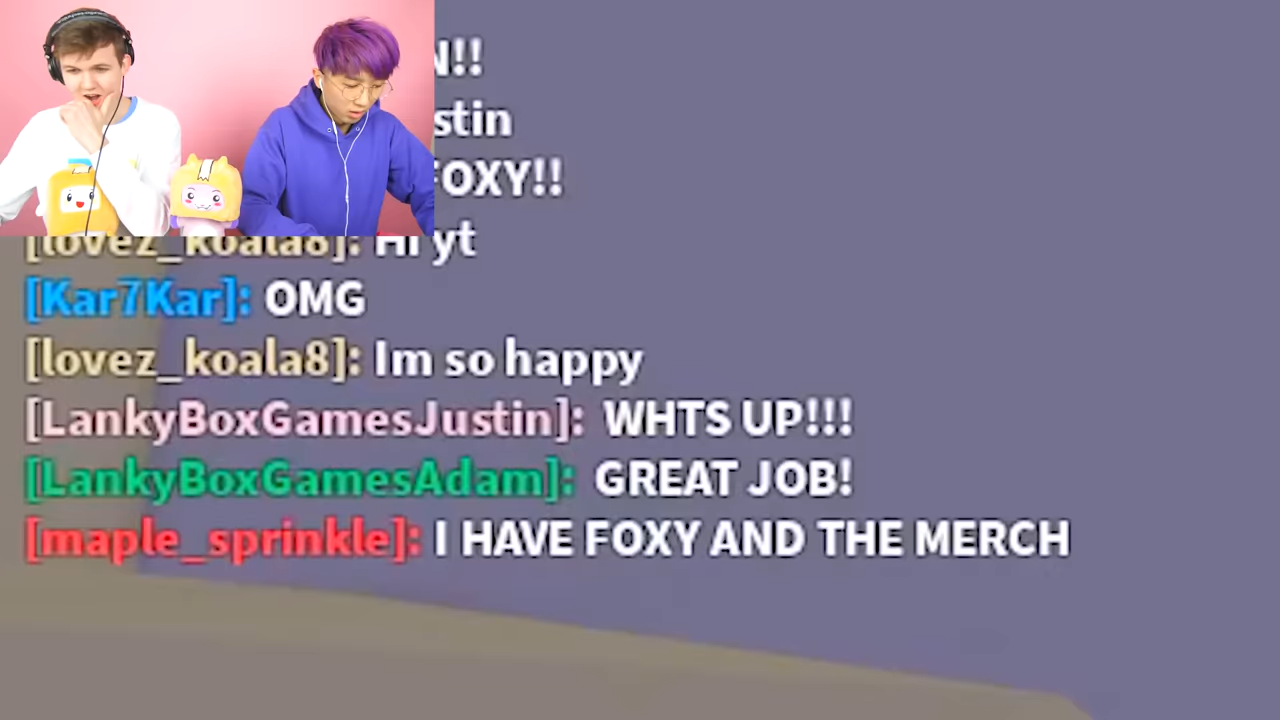 !!
stin
FOXY!!
[lovez_koala8]: Hi yt
[Kar7Kar]: OMG
[lovez_koala8]: Im so happy
[LankyBoxGamesJustin]: WHTS UP!!!
[LankyBoxGamesAdam]: GREAT JOB!
[maple_sprinkle]: I HAVE FOXY AND THE MERCH